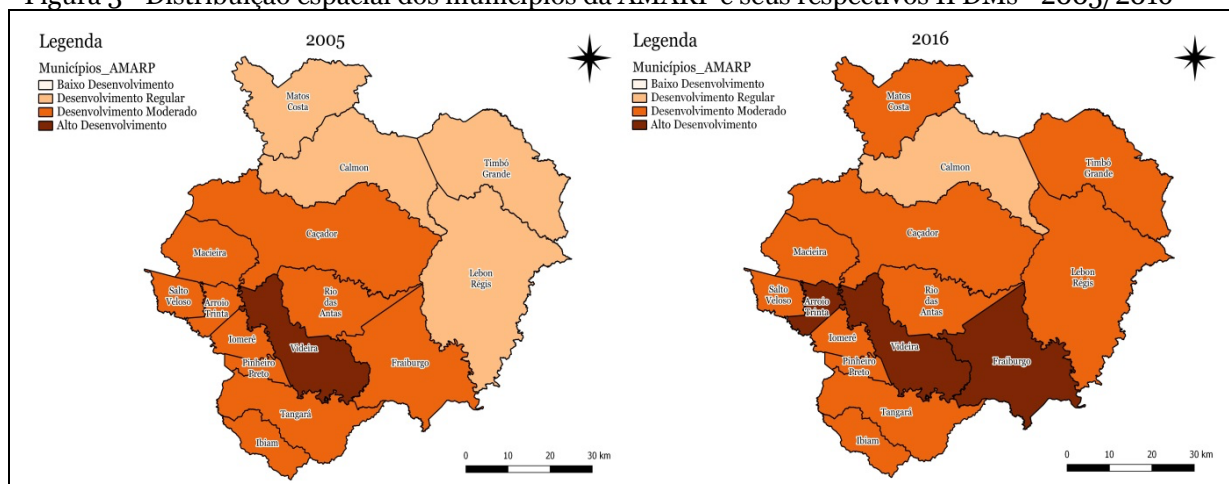 Figura 3 - Distribuição espacial dos municípios da AMARP e seus respectivos IFDMs - 2005/2016
Legenda
2005
Municípios_AMARP
Baixo Desenvolvimento
Desenvolvimento Regular
Desenvolvimento Moderado
Alto Desenvolvimento
Matos
Costa
Calmon
Timbó
Grande
Caçador
Macieira
Lebon
Régis
Salto
Veloso
Arroio
Trinta
Rio
das
Antas
Iomerê
Videira
Pinheiro
Preto
Fraiburgo
Tangará
Ibiam
0 10 20 30 km
Legenda
2016
Municípios_AMARP
Baixo Desenvolvimento
Desenvolvimento Regular
Desenvolvimento Moderado
Alto Desenvolvimento
Matos
Costa
Calmon
Timbó
Grande
Caçador
Macieira
Lebon
Régis
Salto
Veloso
Arroio
Trinta
Rio
das
Antas
Iomerê
Videira
Pinheiro
Preto
Fraiburgo
Tangará
Ibiam
0 10 20 30 km